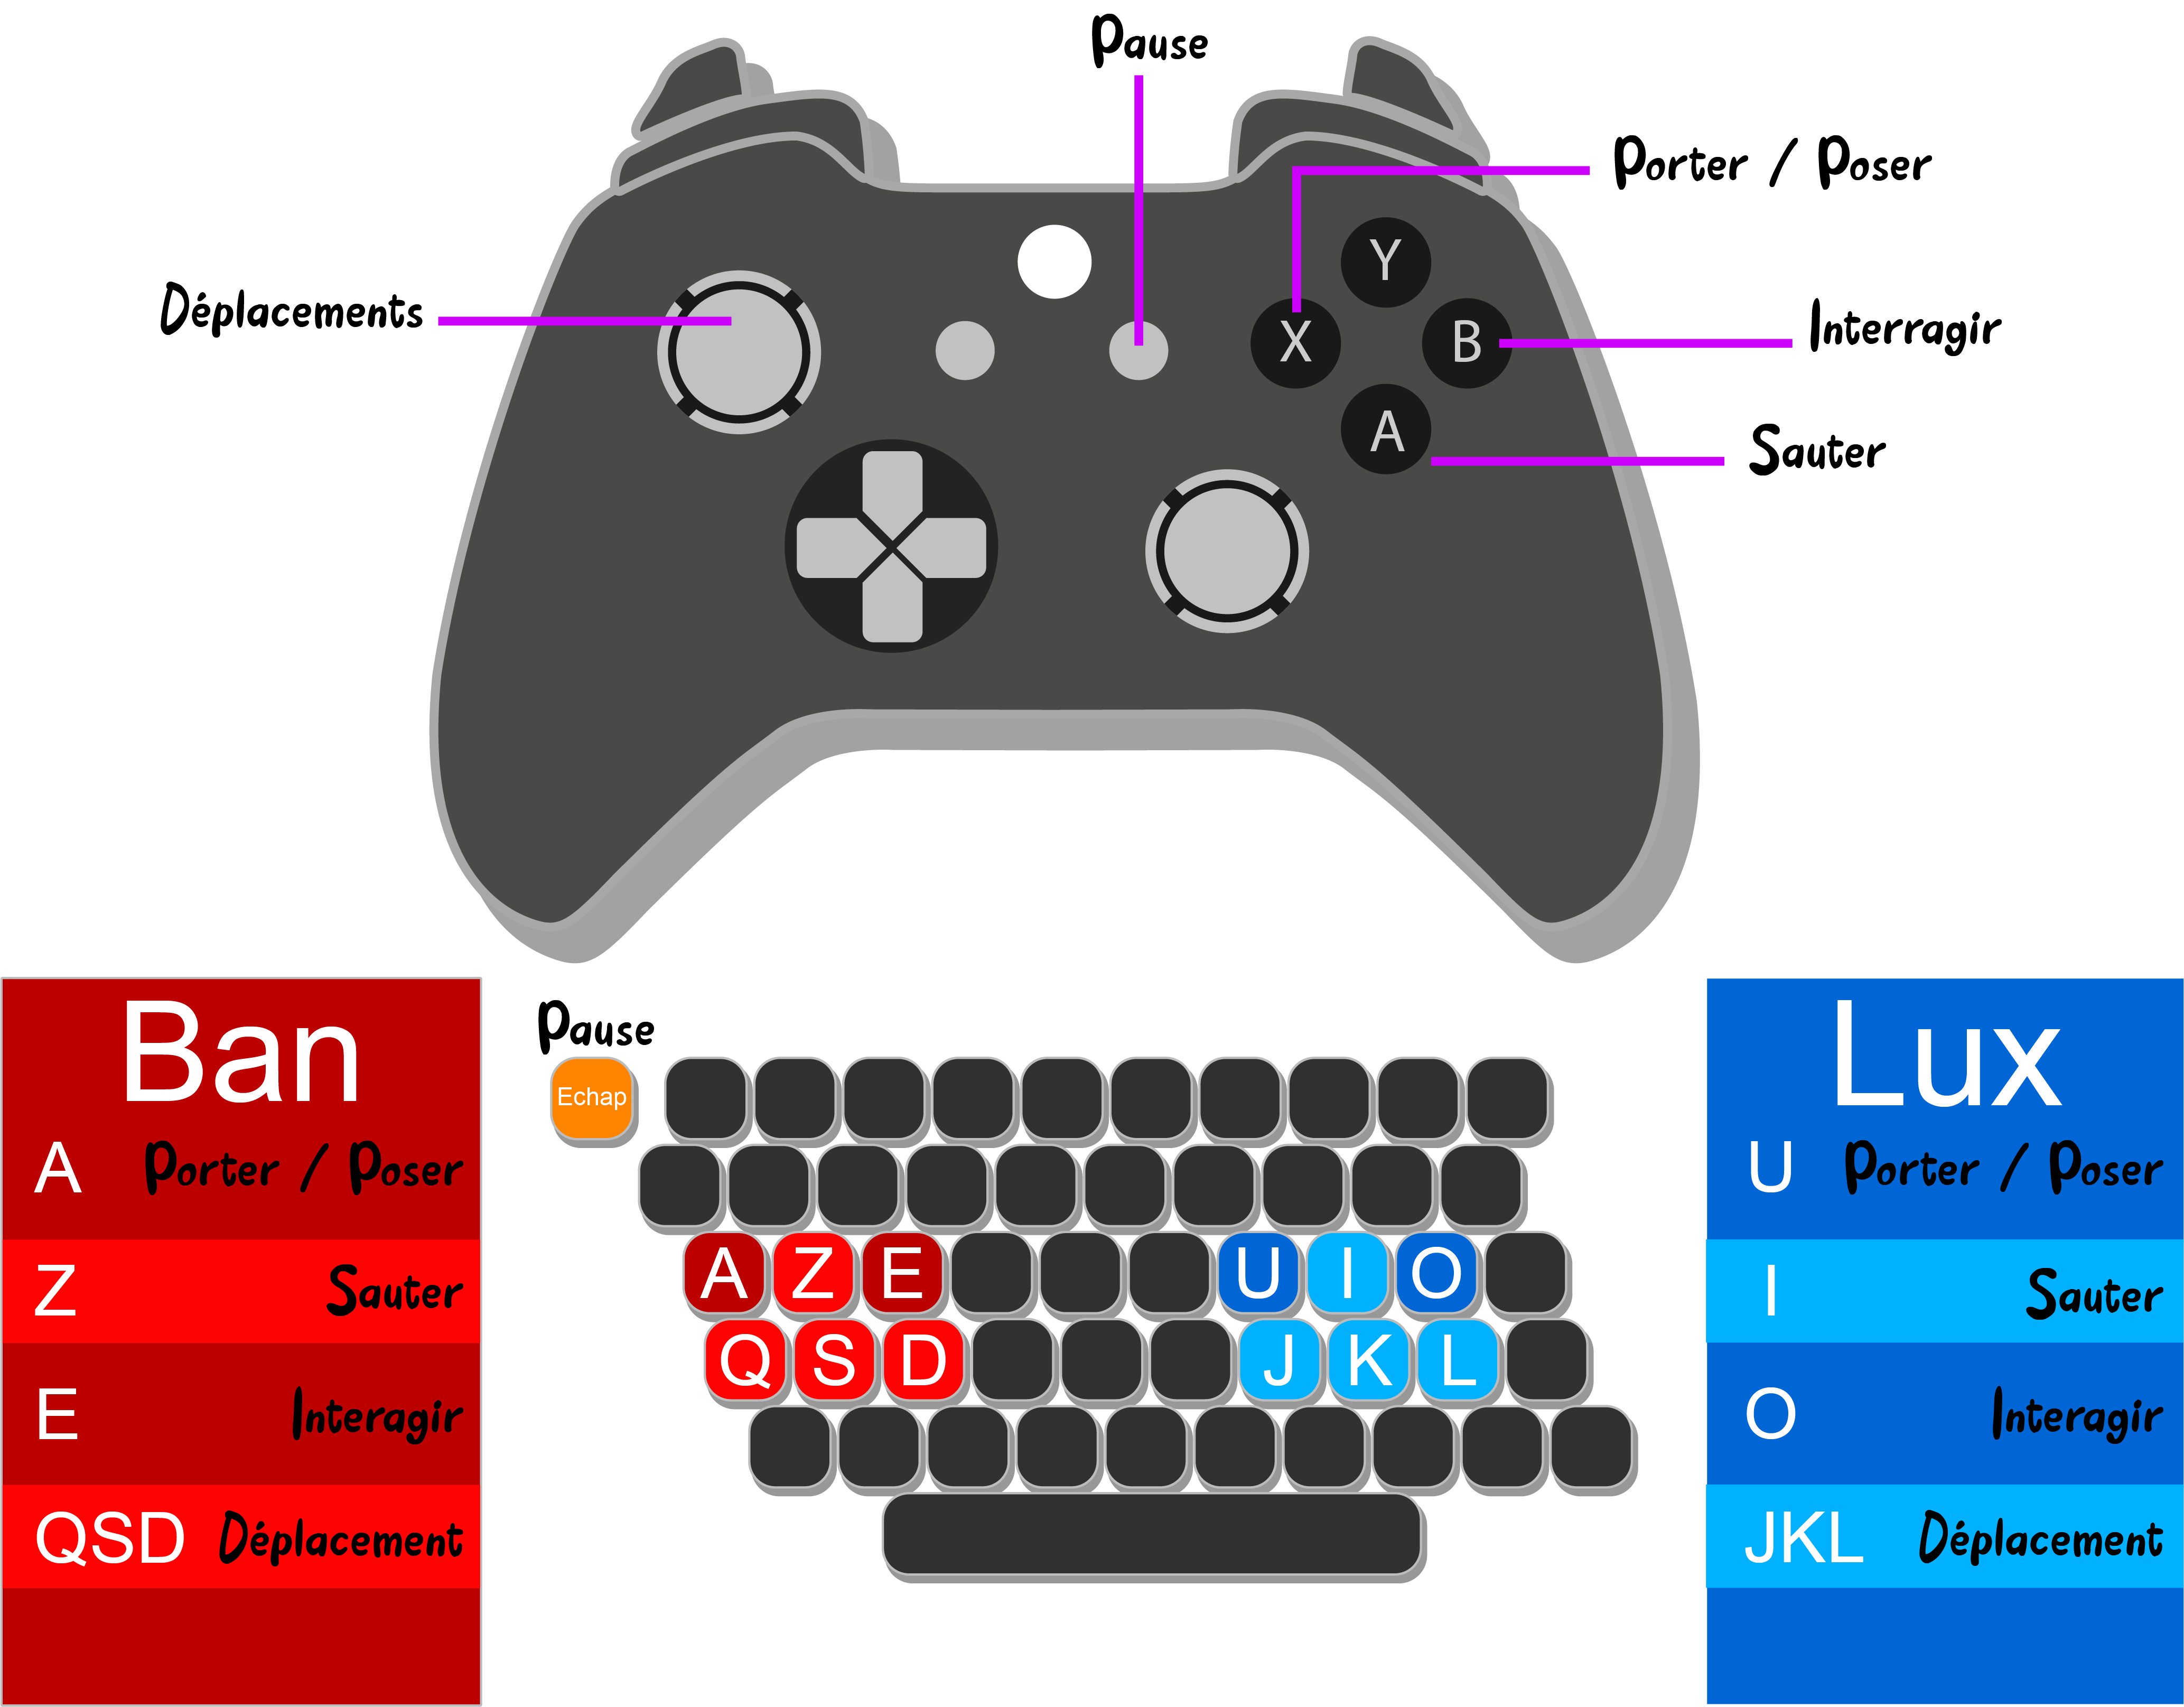 Pause
Porter / Poser
Déplacements
Interragir
Sauter
Y
X
B
A
Ban
A Porter / Poser
Z Sauter
E Interagir
QSD Déplacement
Pause
Echap
A Z E U I O
Q S D J K L
Lux
U Porter / Poser
I Sauter
O Interagir
JKL Déplacement